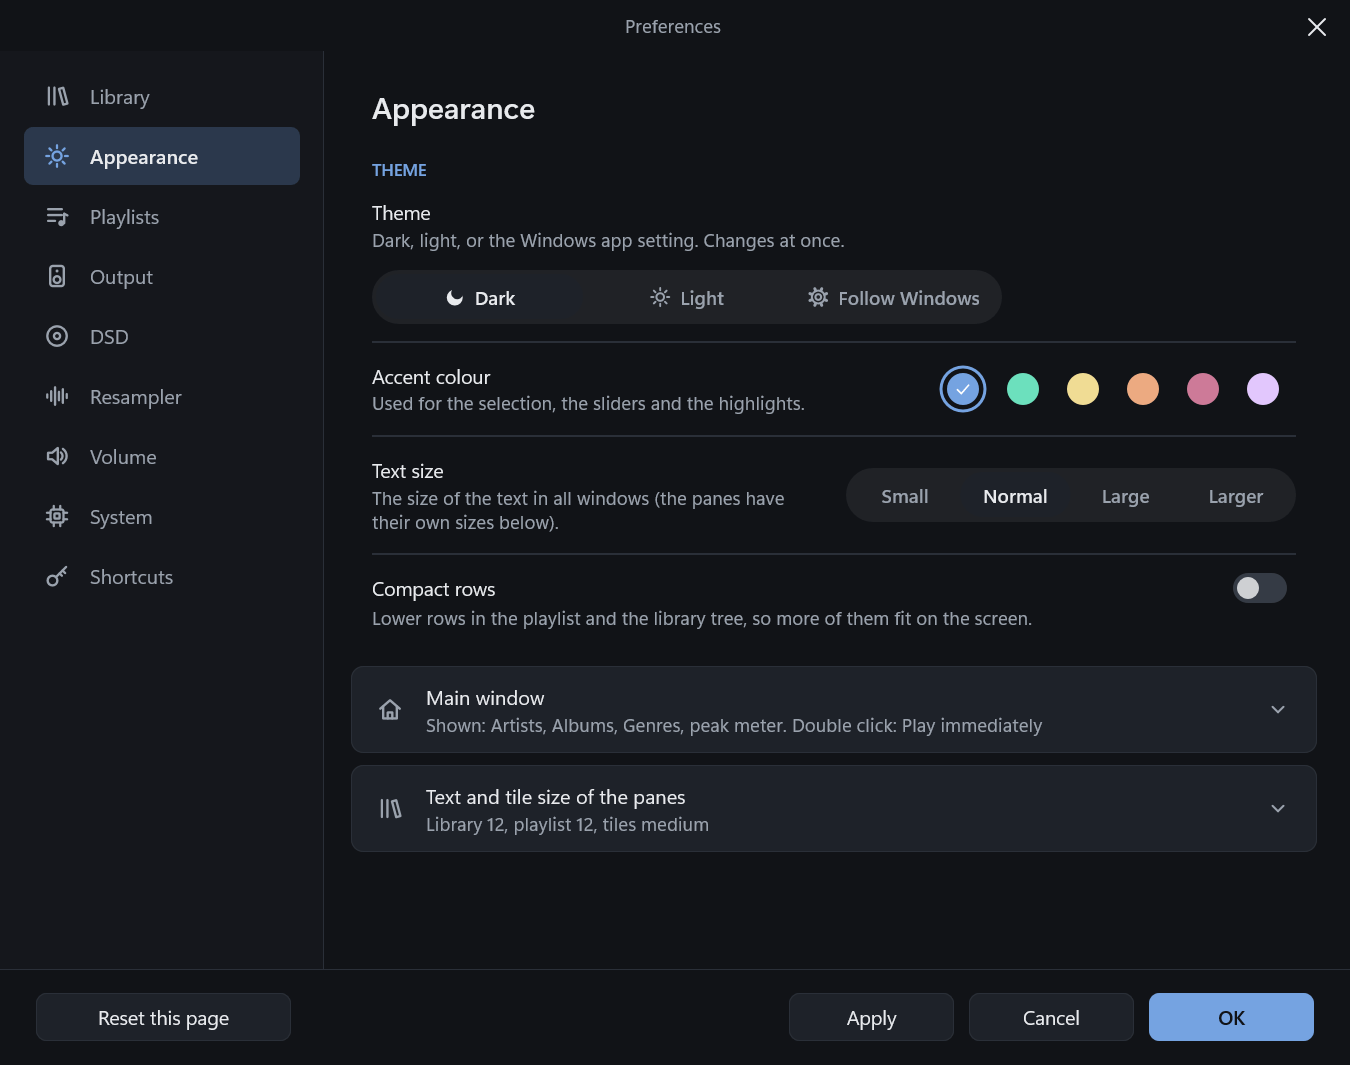 Preferences
Library
Appearance
Playlists
Output
DSD
Resampler
Volume
System
Shortcuts
Appearance
THEME
Theme
Dark, light, or the Windows app setting. Changes at once.
Dark
Light
Follow Windows
Accent colour
Used for the selection, the sliders and the highlights.
Text size
The size of the text in all windows (the panes have
their own sizes below).
Small
Normal
Large
Larger
Compact rows
Lower rows in the playlist and the library tree, so more of them fit on the screen.
Main window
Shown: Artists, Albums, Genres, peak meter. Double click: Play immediately
Text and tile size of the panes
Library 12, playlist 12, tiles medium
Reset this page
Apply
Cancel
OK